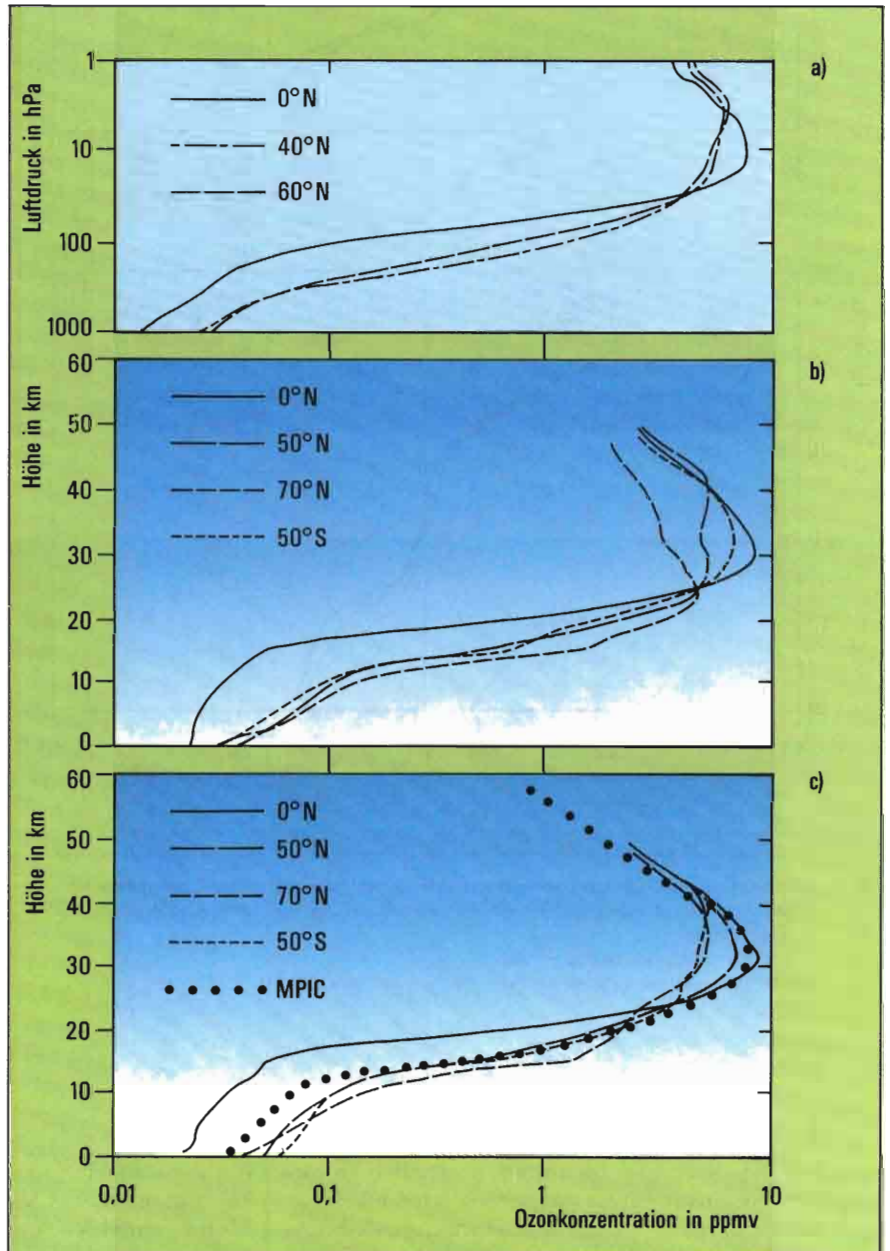 a)
Luftdruck in hPa
1
10
100
1000
0°N
40°N
60°N
b)
Höhe in km
60
50
40
30
20
10
0
0°N
50°N
70°N
50°S
c)
Höhe in km
60
50
40
30
20
10
0
0°N
50°N
70°N
50°S
MPIC
0,01
0,1
1
10
Ozonkonzentration in ppmv